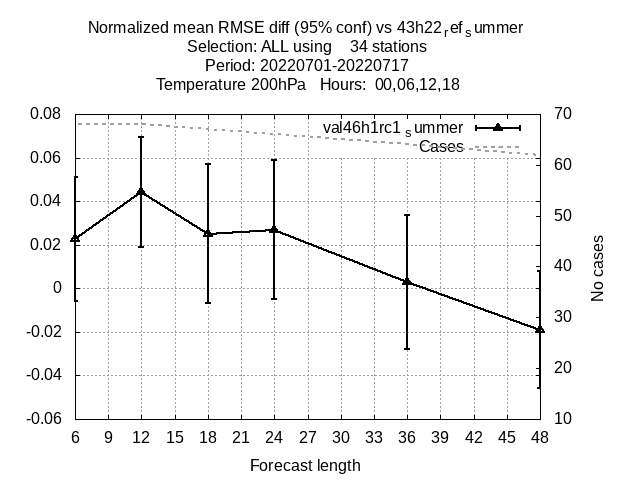 Normalized mean RMSE diff (95% conf) vs 43h22ref_summer
Selection: ALL using 34 stations
Period: 20220701-20220717
Temperature 200hPa Hours: 00,06,12,18
0.08
0.06
0.04
0.02
0
-0.02
-0.04
-0.06
val46h1rc1summer
Cases
70
60
50
40
30
20
10
No cases
6 9 12 15 18 21 24 27 30 33 36 39 42 45 48
Forecast length